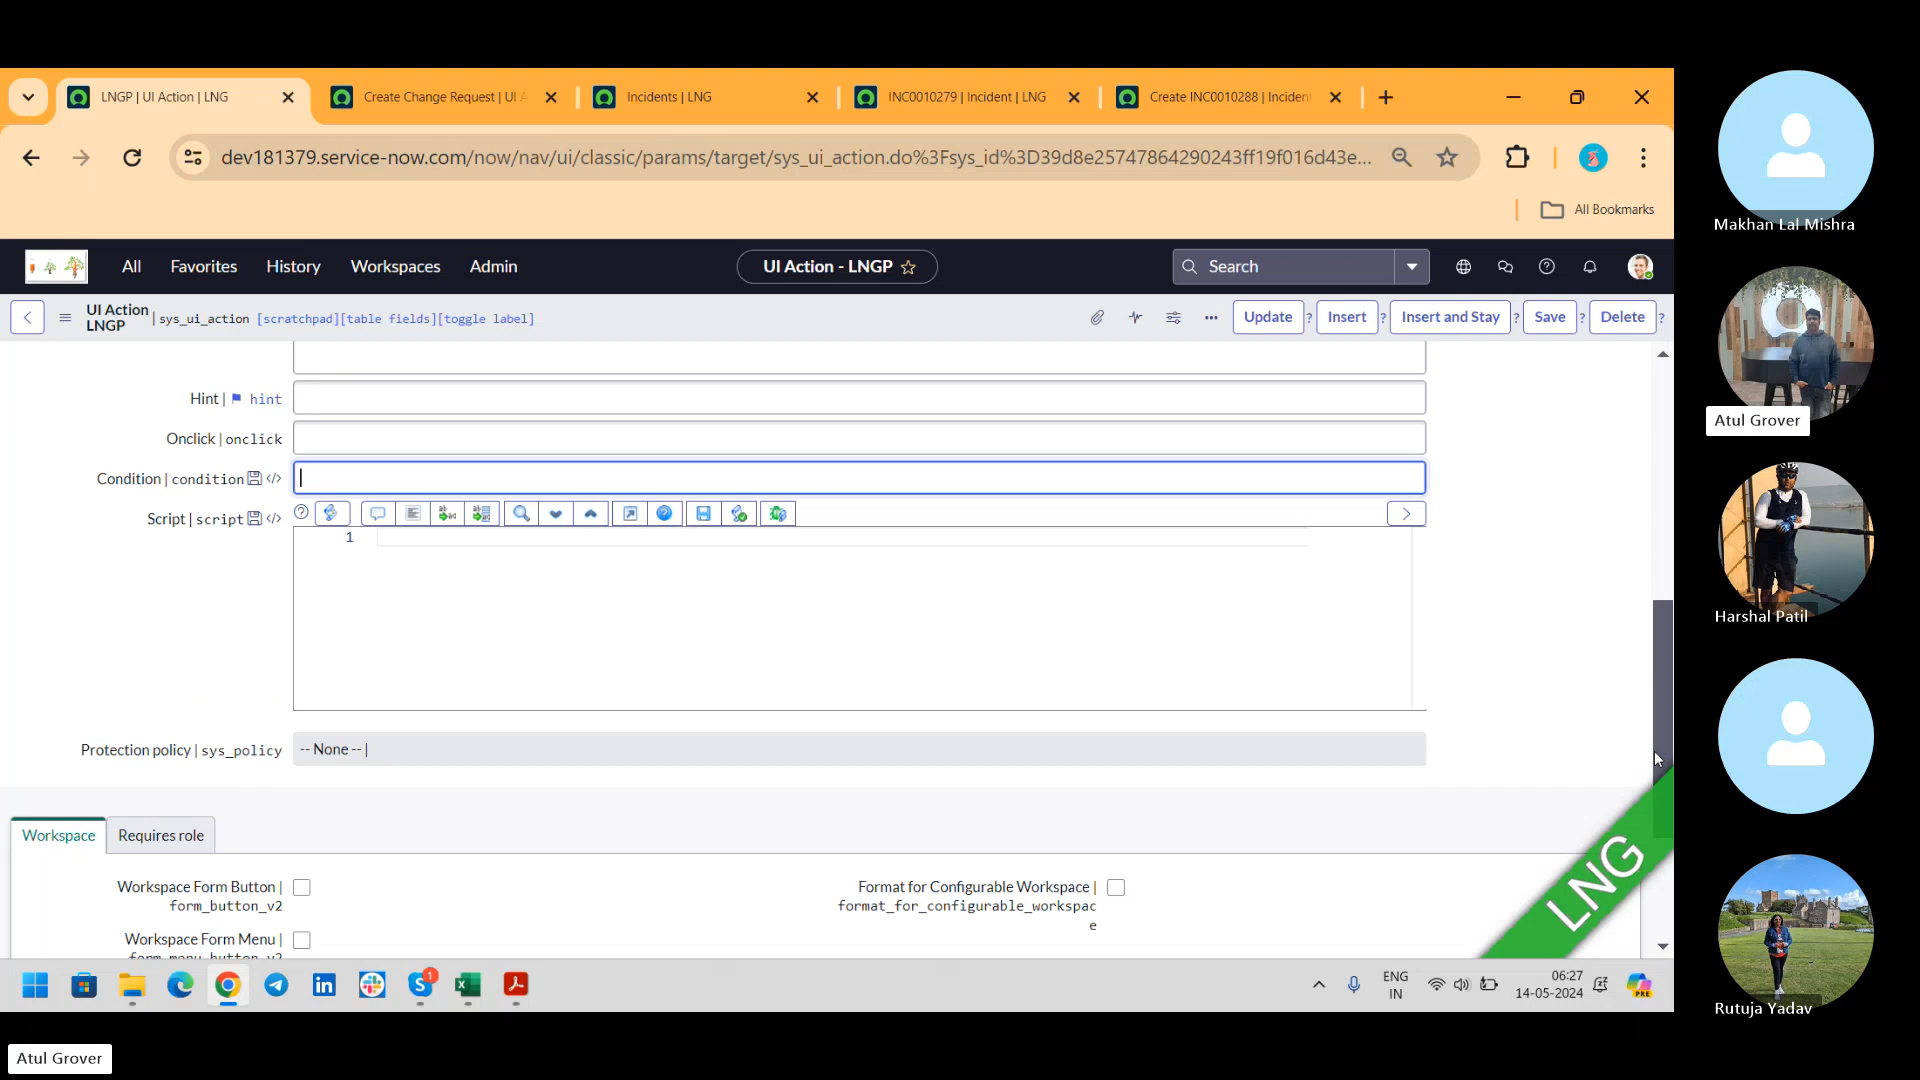 LNGP | UI Action | LNG
Create Change Request | UI A
Incidents | LNG
INC0010279 | Incident | LNG
Create INC0010288 | Inciden
dev181379.service-now.com/now/nav/ui/classic/params/target/sys_ui_action.do%3Fsys_id%3D39d8e25747864290243ff19f016d43e...
All Bookmarks
All
Favorites
History
Workspaces
Admin
UI Action - LNGP
Search
UI Action
LNGP
| sys_ui_action [scratchpad][table fields][toggle label]
Update ?
Insert ?
Insert and Stay ?
Save ?
Delete ?
Hint | hint
Onclick | onclick
Condition | condition
Script | script
1
Protection policy | sys_policy
-- None -- |
Workspace
Requires role
Workspace Form Button |
form_button_v2
Format for Configurable Workspace |
format_for_configurable_workspac
e
Workspace Form Menu |
form_menu_button_v2
LNG
ENG
IN
06:27
14-05-2024
PRE
1
Makhan Lal Mishra
Atul Grover
Harshal Patil
Rutuja Yadav
Atul Grover